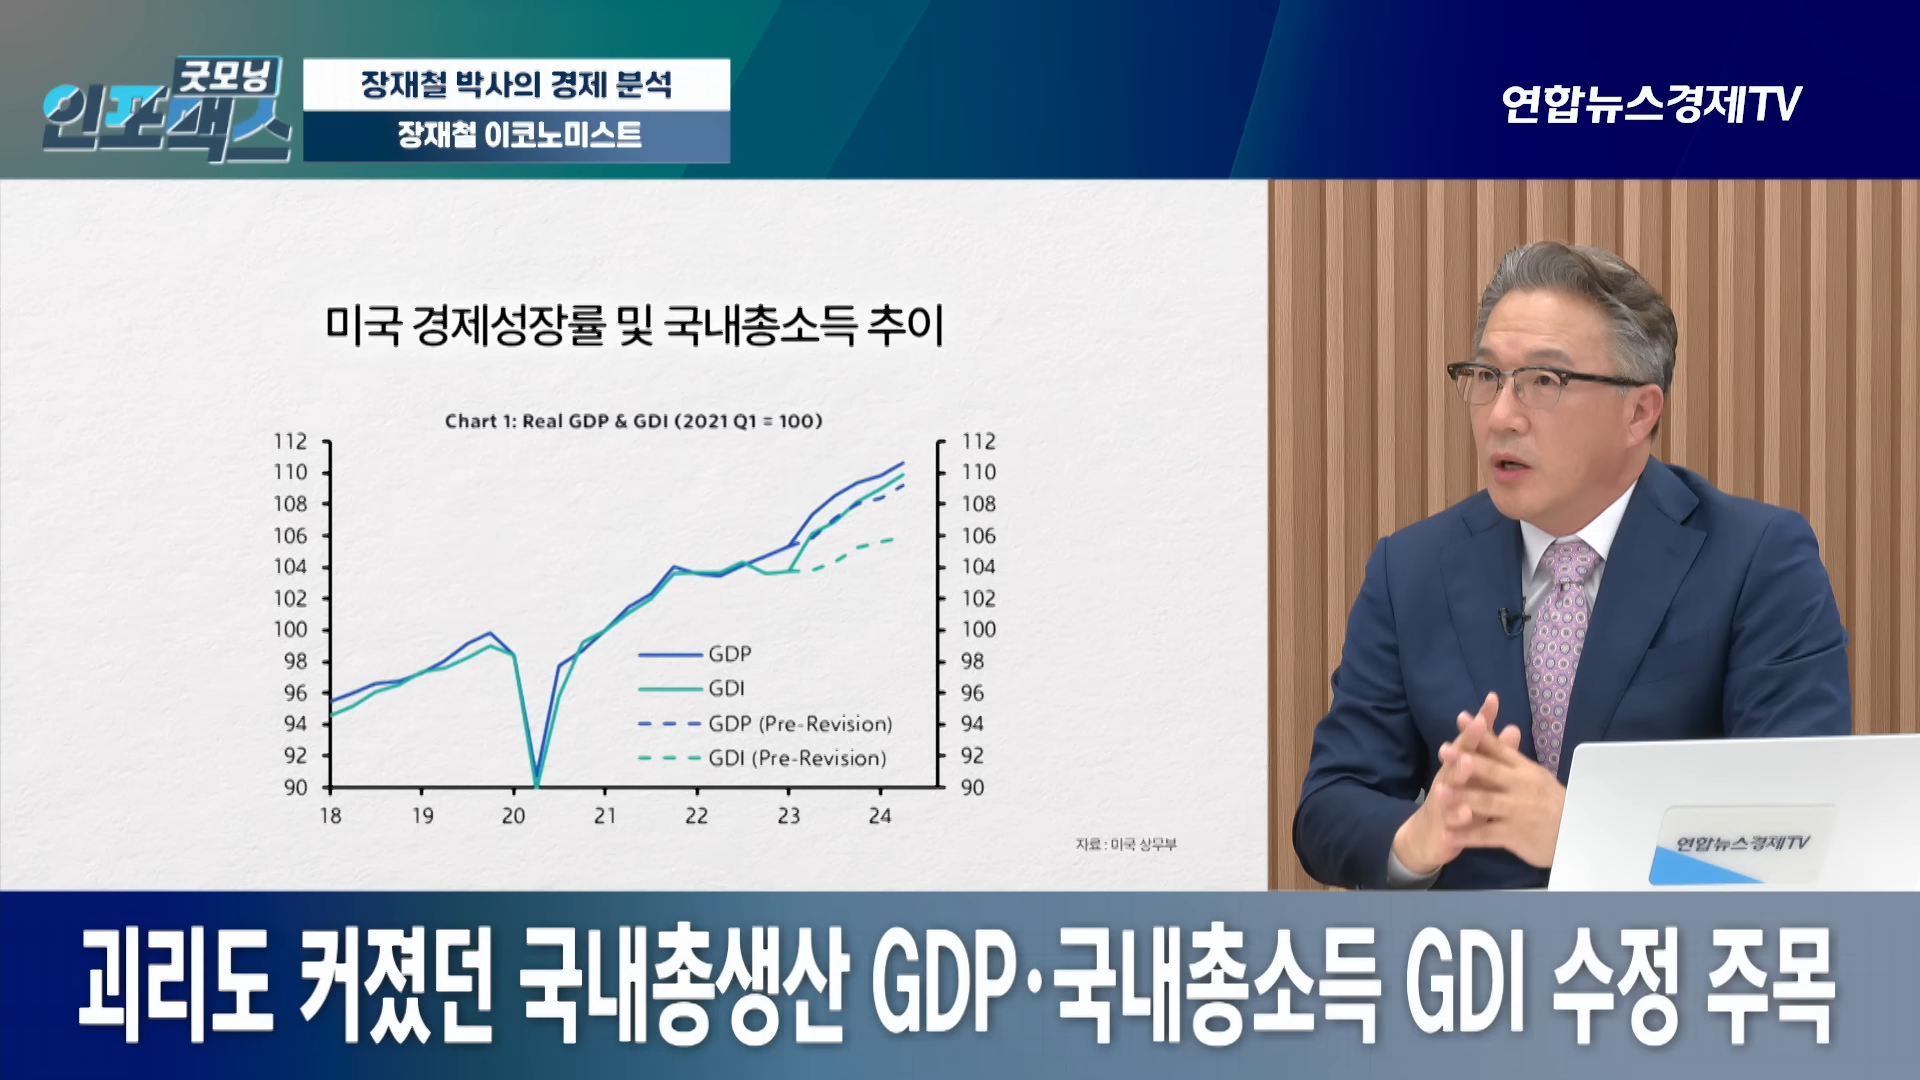 굿모닝
인포맥스
장재철 박사의 경제 분석
장재철 이코노미스트
연합뉴스경제TV
미국 경제성장률 및 국내총소득 추이
Chart 1: Real GDP & GDI (2021 Q1 = 100)
112 112
110 110
108 108
106 106
104 104
102 102
100 100
98 98
96 96
94 94
92 92
90 90
GDP
GDI
GDP (Pre-Revision)
GDI (Pre-Revision)
18 19 20 21 22 23 24
자료 : 미국 상무부
연합뉴스경제TV
괴리도 커졌던 국내총생산 GDP·국내총소득 GDI 수정 주목